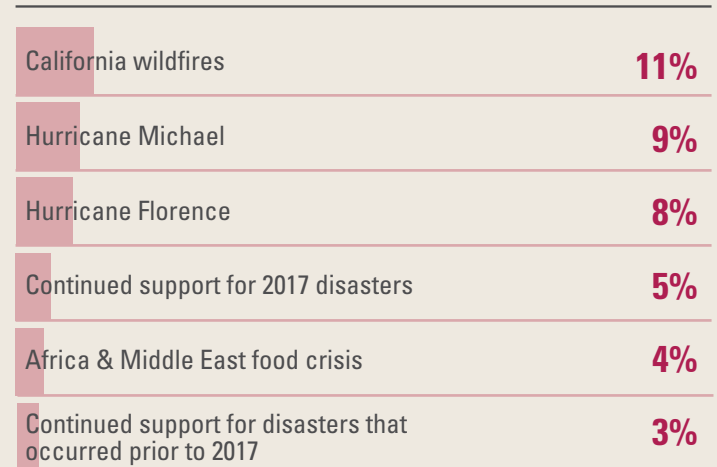 California wildfires 11%
Hurricane Michael 9%
Hurricane Florence 8%
Continued support for 2017 disasters 5%
Africa & Middle East food crisis 4%
Continued support for disasters that
occurred prior to 2017 3%